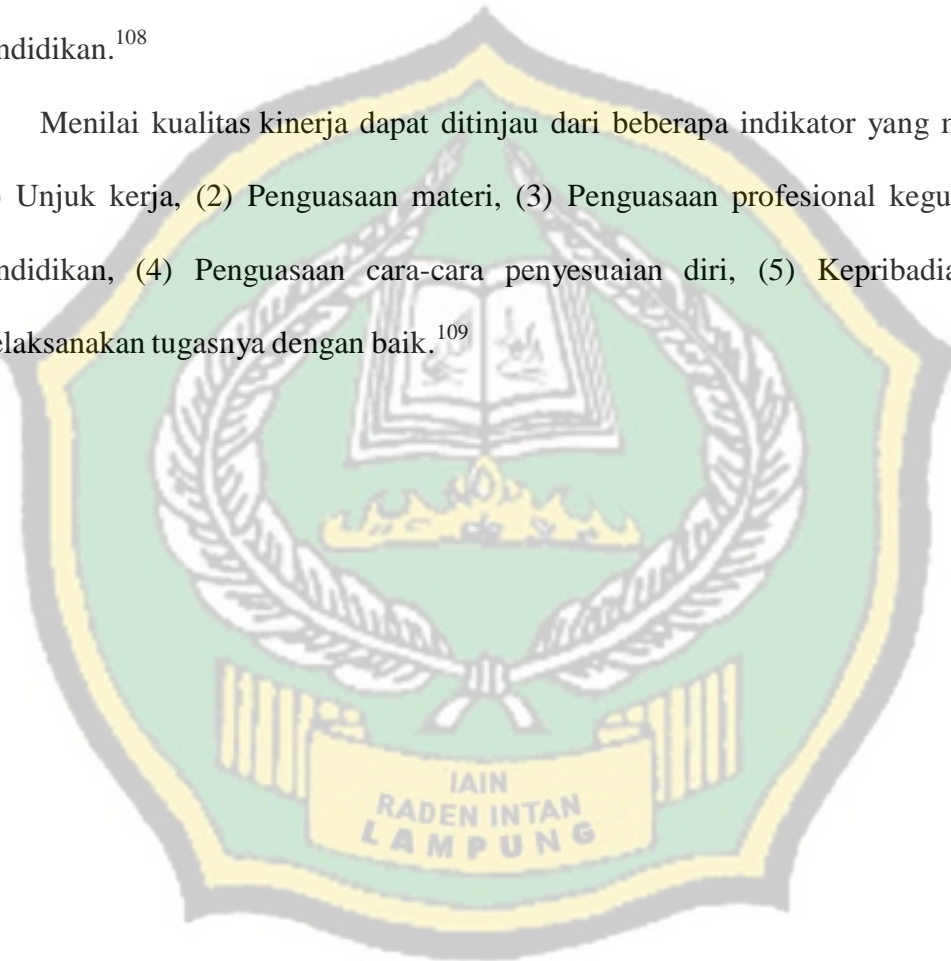 ndidikan.108
Menilai kualitas kinerja dapat ditinjau dari beberapa indikator yang
) Unjuk kerja, (2) Penguasaan materi, (3) Penguasaan profesional kegu
ndidikan, (4) Penguasaan cara-cara penyesuaian diri, (5) Kepribadia
elaksanakan tugasnya dengan baik.109
IAIN
RADEN INTAN
LAMPUNG